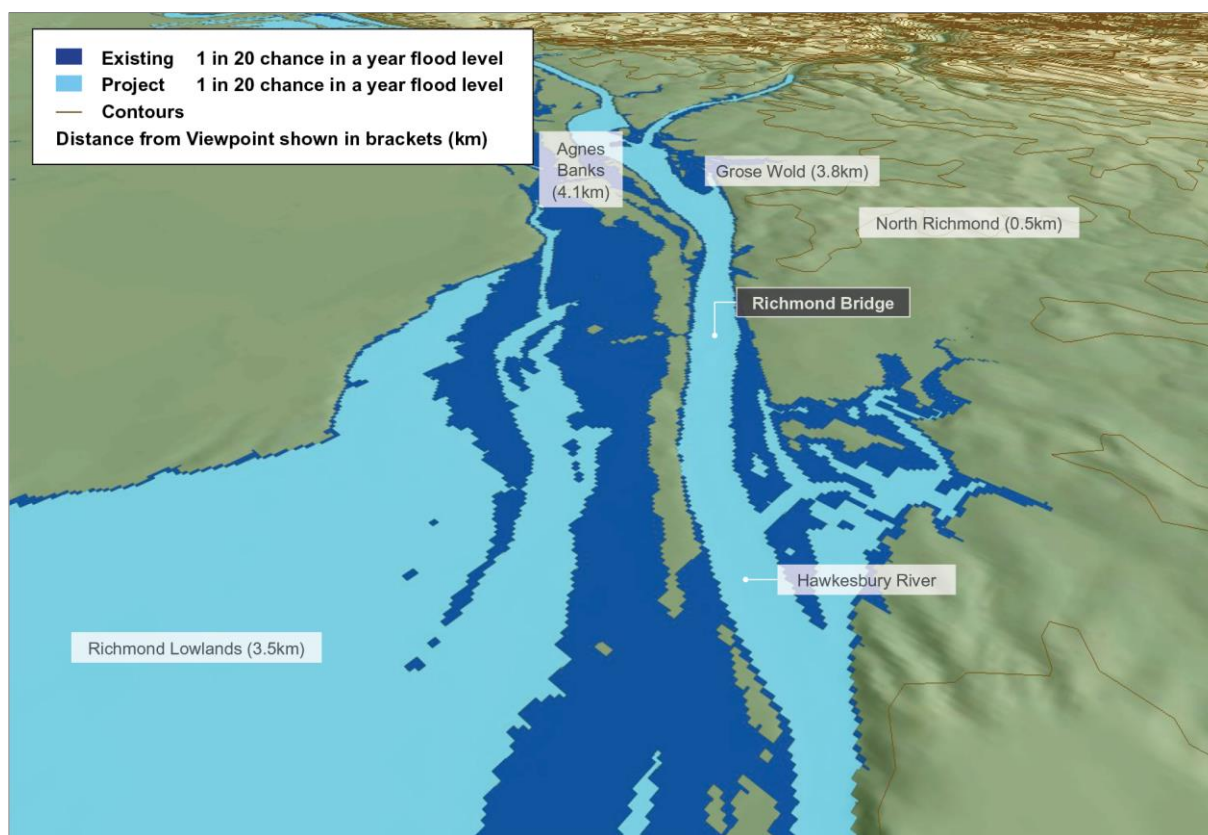 Existing 1 in 20 chance in a year flood level
Project 1 in 20 chance in a year flood level
Contours
Distance from Viewpoint shown in brackets (km)
Agnes
Banks
(4.1km)
Grose Wold (3.8km)
North Richmond (0.5km)
Richmond Bridge
Hawkesbury River
Richmond Lowlands (3.5km)